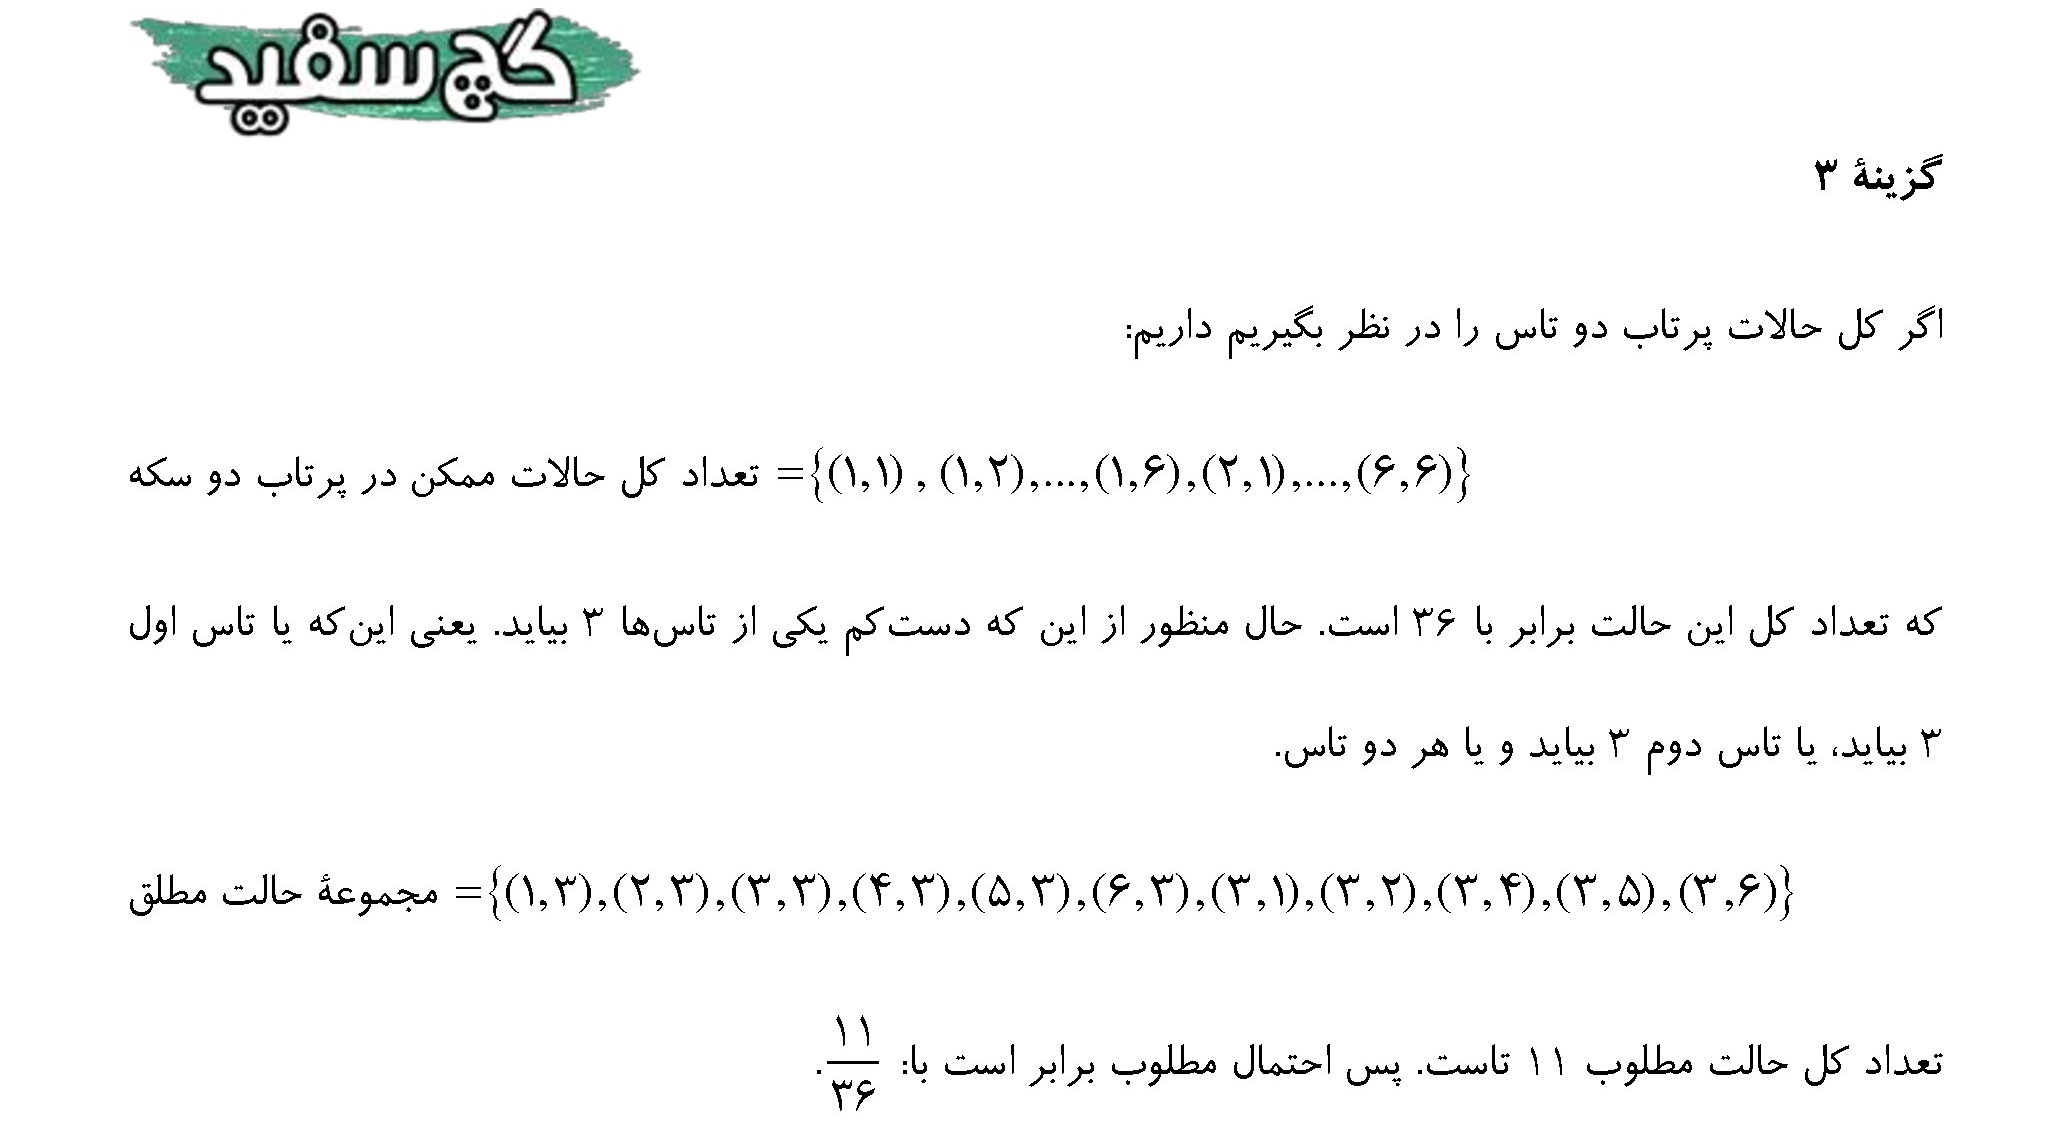 گچ سفید
گزینهٔ ۳
اگر کل حالات پرتاب دو تاس را در نظر بگیریم داریم:
تعداد کل حالات ممکن در پرتاب دو سکه ={(۱,۱) , (۱,۲),...,(۱,۶),(۲,۱),...,(۶,۶)}
که تعداد کل این حالت برابر با ۳۶ است. حال منظور از این که دست‌کم یکی از تاس‌ها ۳ بیاید. یعنی این‌که یا تاس اول
۳ بیاید، یا تاس دوم ۳ بیاید و یا هر دو تاس.
مجموعهٔ حالت مطلق ={(۱,۳),(۲,۳),(۳,۳),(۴,۳),(۵,۳),(۶,۳),(۳,۱),(۳,۲),(۳,۴),(۳,۵),(۳,۶)}
تعداد کل حالت مطلوب ۱۱ تاست. پس احتمال مطلوب برابر است با: ۱۱/۳۶.